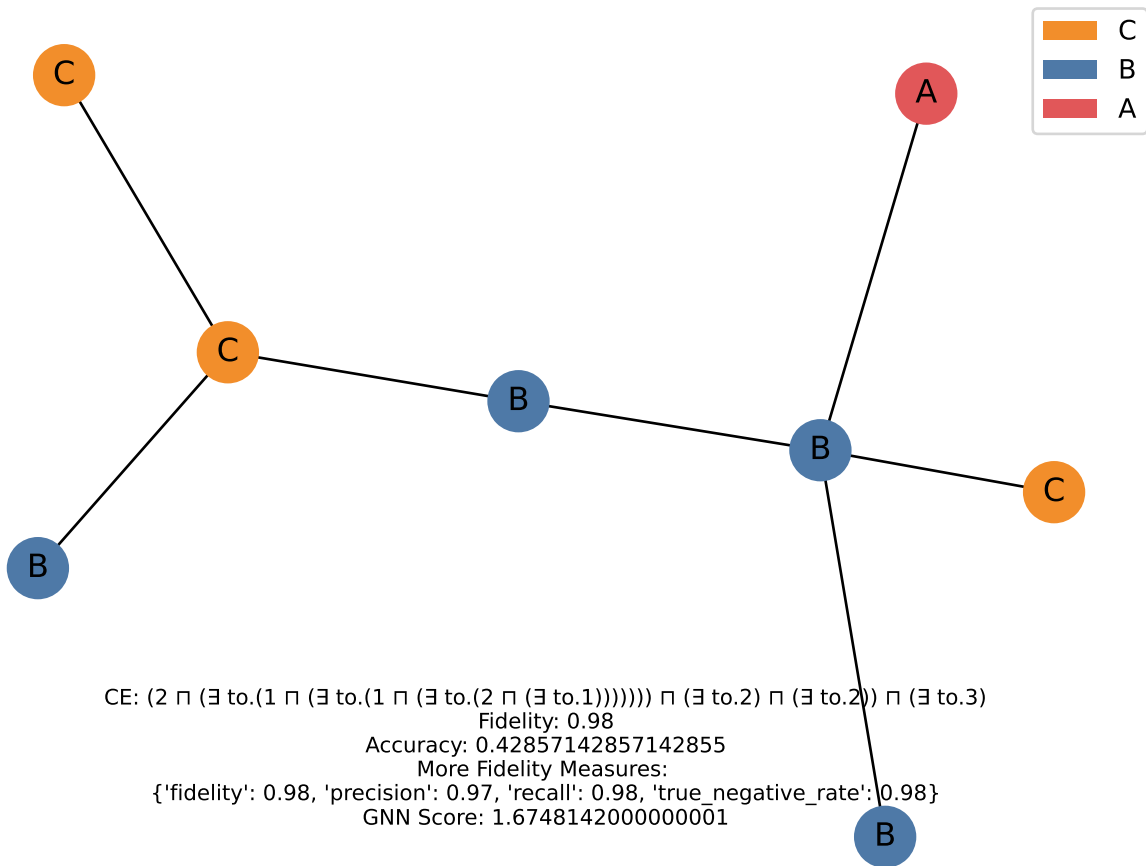 C
C
B
A
A
C
B
B
B
C
B
CE: (2 ⊓ (∃ to.(1 ⊓ (∃ to.(1 ⊓ (∃ to.(2 ⊓ (∃ to.1))))))) ⊓ (∃ to.2) ⊓ (∃ to.2)) ⊓ (∃ to.3)
Fidelity: 0.98
Accuracy: 0.42857142857142855
More Fidelity Measures:
{'fidelity': 0.98, 'precision': 0.97, 'recall': 0.98, 'true_negative_rate': 0.98}
GNN Score: 1.6748142000000001
B